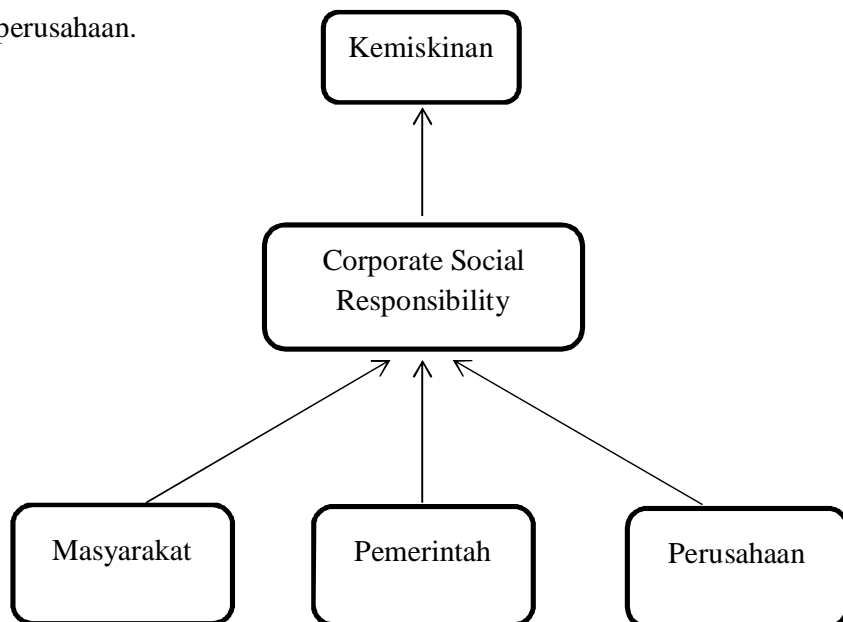 perusahaan.
Kemiskinan
Corporate Social
Responsibility
Masyarakat
Pemerintah
Perusahaan